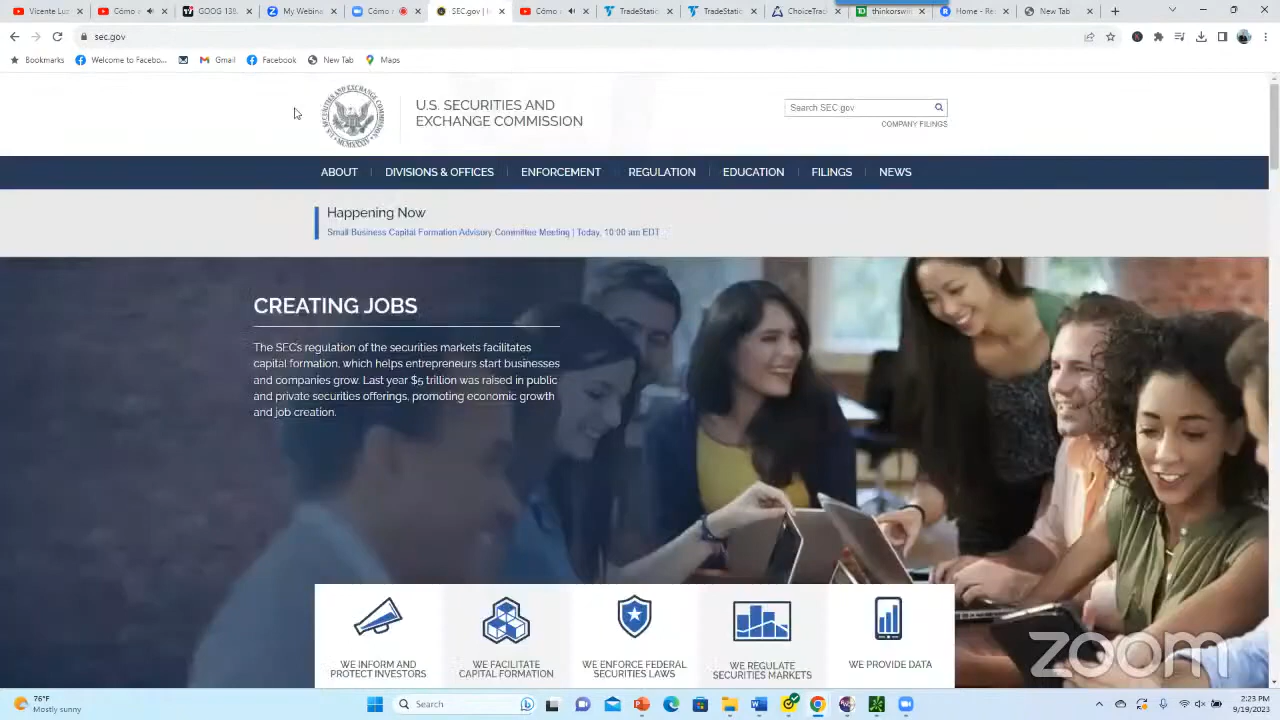 Vicente Lu
Cómo
GOOG 138.
My Webina
Cómo
SEC.gov |
Cómo
TradeStatio
TradeStatio
ChoiceTrad
thinkorswi
Home - Re
New Tab
sec.gov
Bookmarks
Welcome to Facebo...
Gmail
Facebook
New Tab
Maps
U.S. SECURITIES AND
EXCHANGE COMMISSION
Search SEC.gov
COMPANY FILINGS
ABOUT
DIVISIONS & OFFICES
ENFORCEMENT
REGULATION
EDUCATION
FILINGS
NEWS
Happening Now
Small Business Capital Formation Advisory Committee Meeting | Today, 10:00 am EDT
CREATING JOBS
The SEC's regulation of the securities markets facilitates
capital formation, which helps entrepreneurs start businesses
and companies grow. Last year $5 trillion was raised in public
and private securities offerings, promoting economic growth
and job creation.
WE INFORM AND
PROTECT INVESTORS
WE FACILITATE
CAPITAL FORMATION
WE ENFORCE FEDERAL
SECURITIES LAWS
WE REGULATE
SECURITIES MARKETS
WE PROVIDE DATA
zoom
76°F
Mostly sunny
Search
2:23 PM
9/19/2023